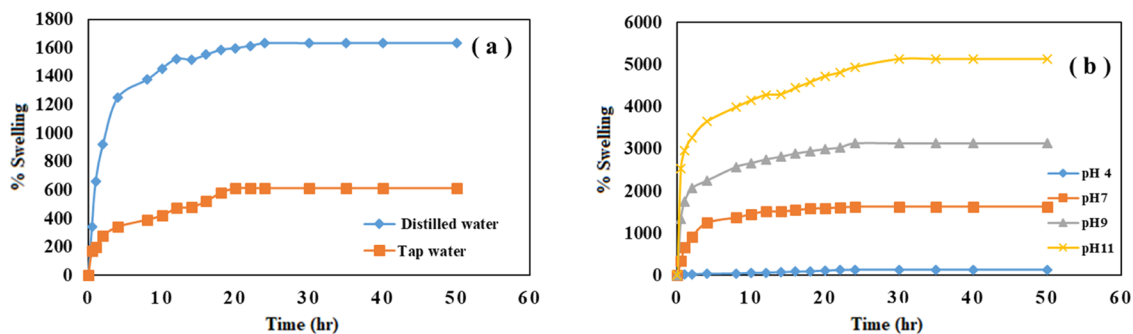 ( a )
1800
1600
1400
1200
1000
800
600
400
200
0
% Swelling
0 10 20 30 40 50 60
Time (hr)
Distilled water
Tap water
( b )
6000
5000
4000
3000
2000
1000
0
% Swelling
0 10 20 30 40 50 60
Time (hr)
pH 4
pH7
pH9
pH11